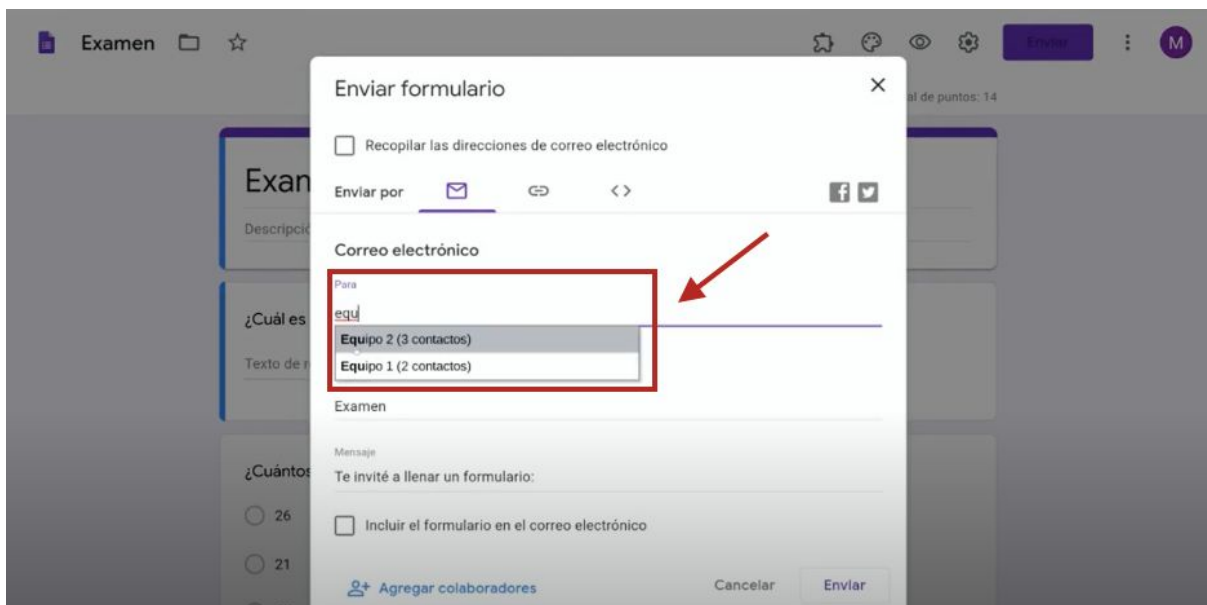 Examen
Enviar
M
al de puntos: 14
Enviar formulario
Recopilar las direcciones de correo electrónico
Enviar por
Exan
Descripció
Correo electrónico
Para
equ
Equipo 2 (3 contactos)
Equipo 1 (2 contactos)
¿Cuál es
Texto de r
Examen
Mensaje
Te invité a llenar un formulario:
¿Cuántos
26
Incluir el formulario en el correo electrónico
21
Agregar colaboradores
Cancelar
Enviar